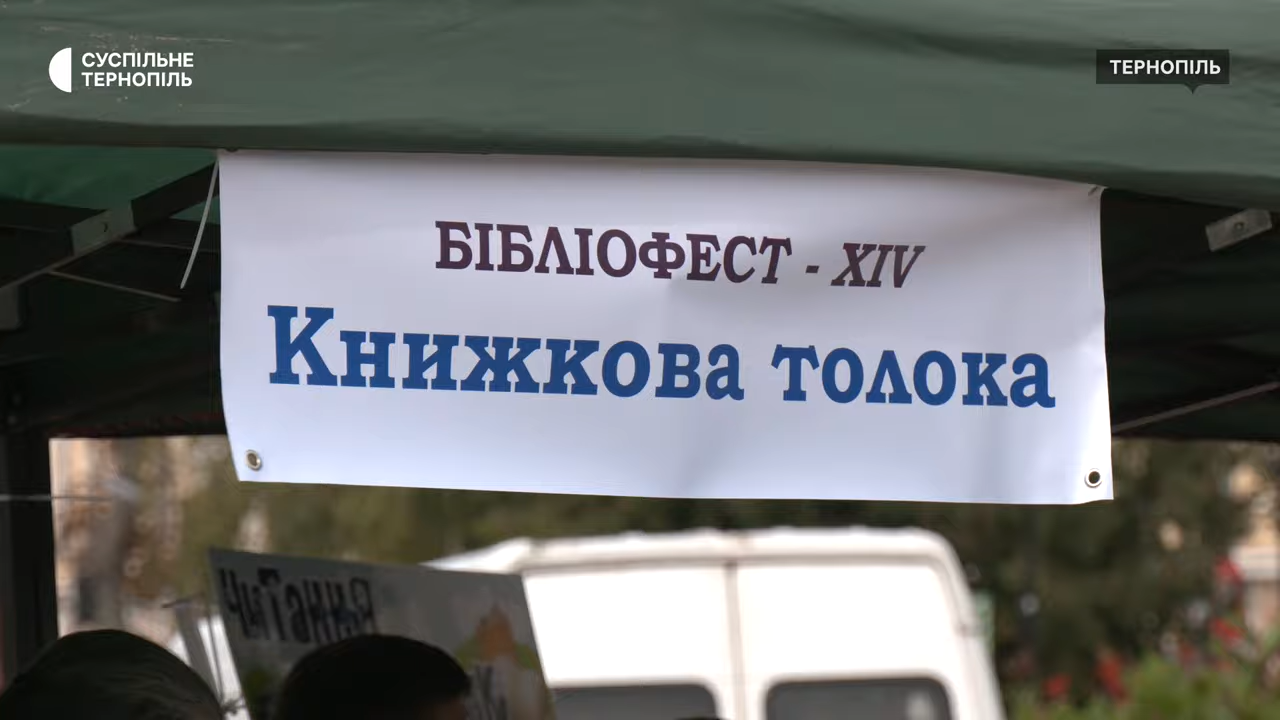 СУСПІЛЬНЕ
ТЕРНОПІЛЬ
ТЕРНОПІЛЬ
БІБЛІОФЕСТ - XIV
Книжкова толока
Читання